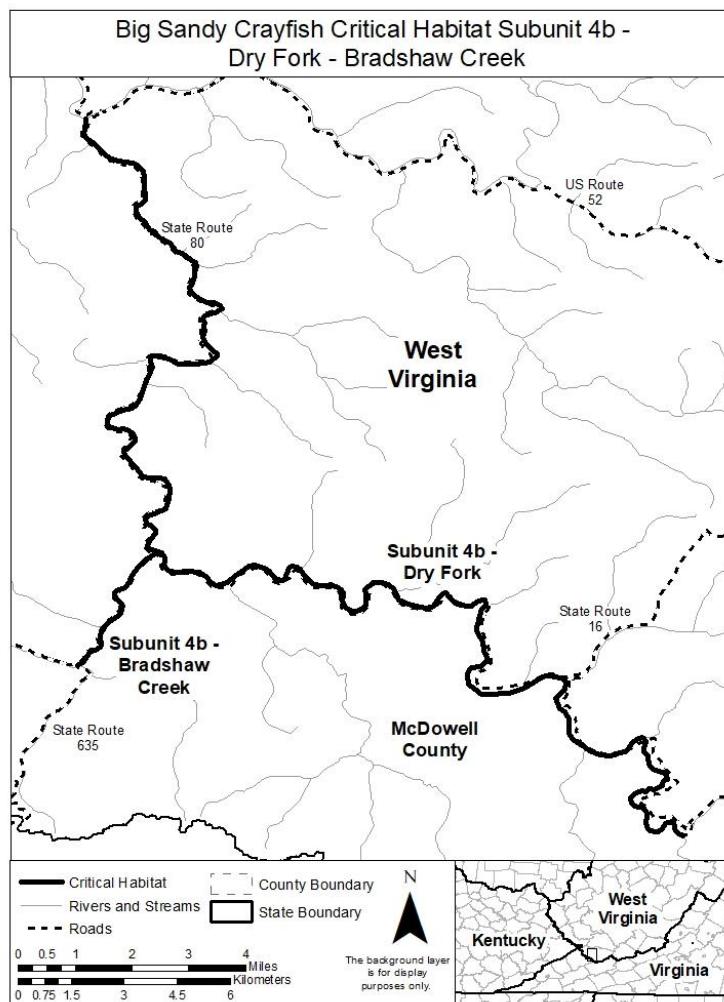 Big Sandy Crayfish Critical Habitat Subunit 4b -
Dry Fork - Bradshaw Creek
US Route
52
State Route
80
West
Virginia
Subunit 4b -
Dry Fork
State Route
16
Subunit 4b -
Bradshaw
Creek
McDowell
County
State Route
635
Critical Habitat
Rivers and Streams
Roads
County Boundary
State Boundary
N
The background layer
is for display
purposes only.
0 0.5 1 2 3 4
Miles
Kilometers
0 0.75 1.5 3 4.5 6
West
Virginia
Kentucky
Virginia